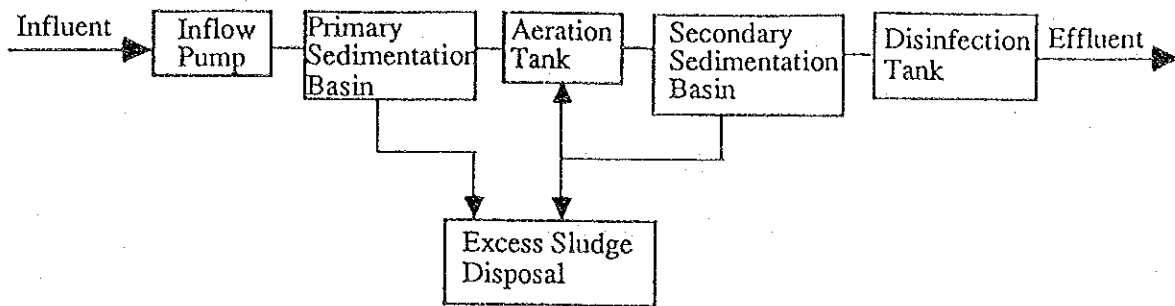 Influent
Inflow
Pump
Primary
Sedimentation
Basin
Aeration
Tank
Secondary
Sedimentation
Basin
Disinfection
Tank
Effluent
Excess Sludge
Disposal